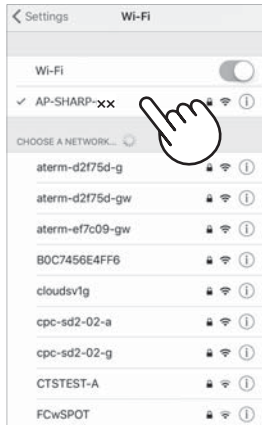 Settings Wi-Fi
Wi-Fi
AP-SHARP-xx
CHOOSE A NETWORK...
aterm-d2f75d-g
aterm-d2f75d-gw
aterm-ef7c09-gw
B0C7456E4FF6
cloudsv1g
cpc-sd2-02-a
cpc-sd2-02-g
CTSTEST-A
FCwSPOT